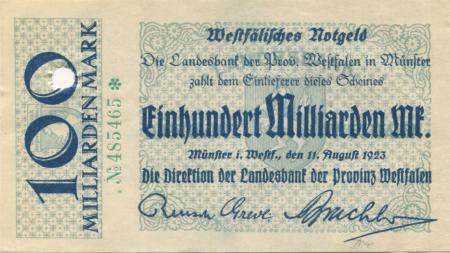 Westfälisches Notgeld
Die Landesbank der Prov. Westfalen in Münster
zahlt dem Einlieferer dieses Scheines
Einhundert Milliarden Mk.
Münster i. Westf., den 11. August 1923
Die Direktion der Landesbank der Provinz Westfalen
100
MILLIARDEN MARK
№ 485465 *